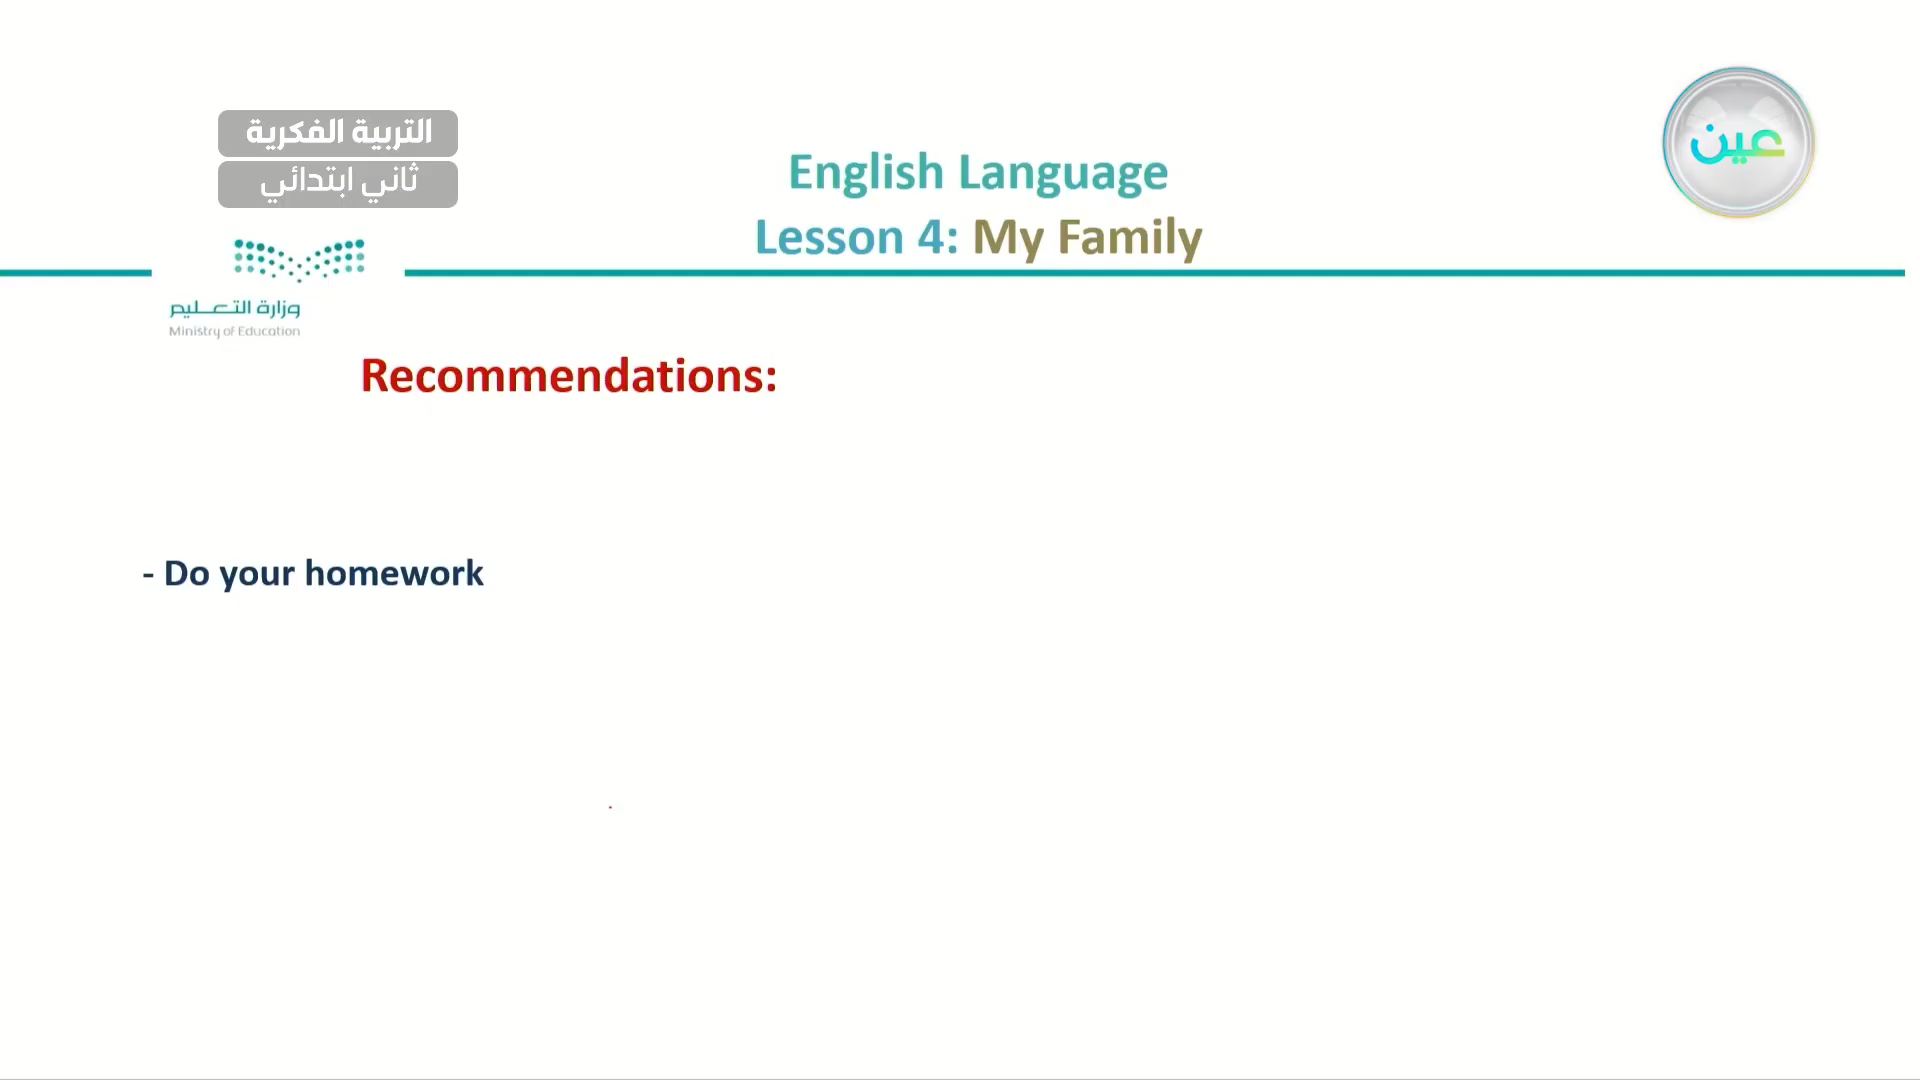 التربية الفكرية
ثاني ابتدائي
عين
English Language
Lesson 4: My Family
وزارة التعليم
Ministry of Education
Recommendations:
- Do your homework